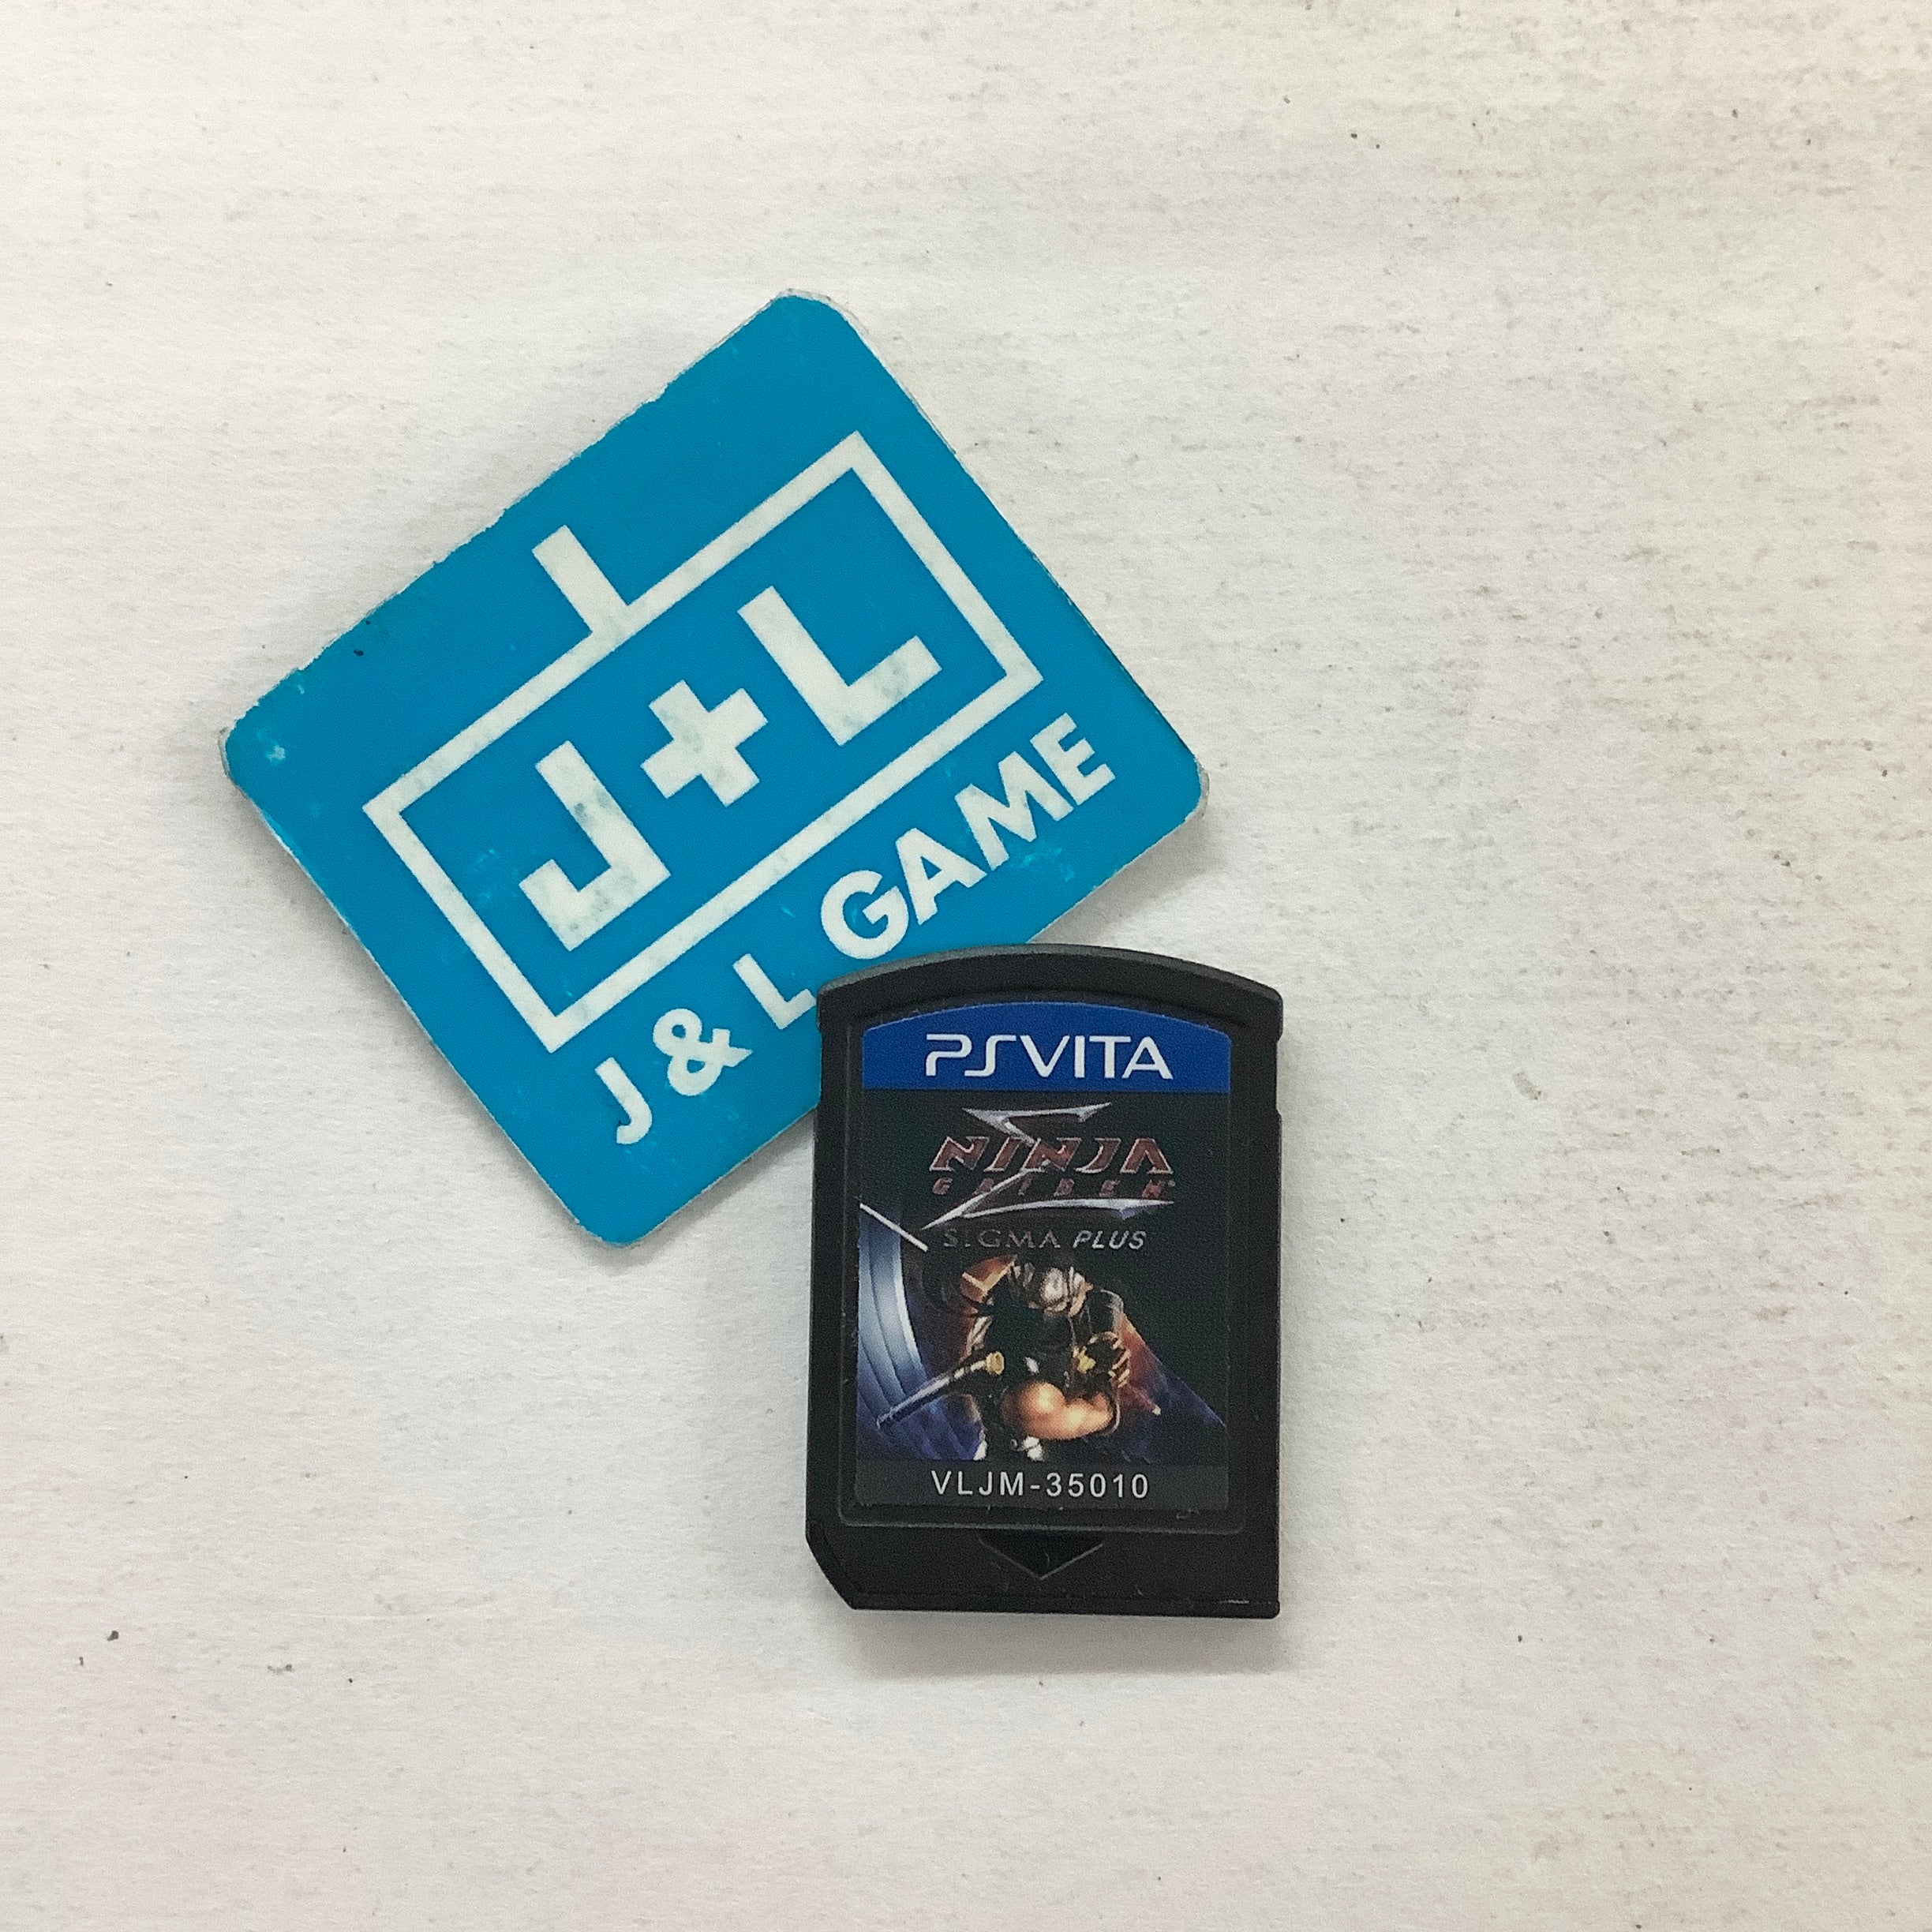 J+L
J & L GAME
PSVITA
NINJA
GAIDEN
SIGMA PLUS
VLJM-35010